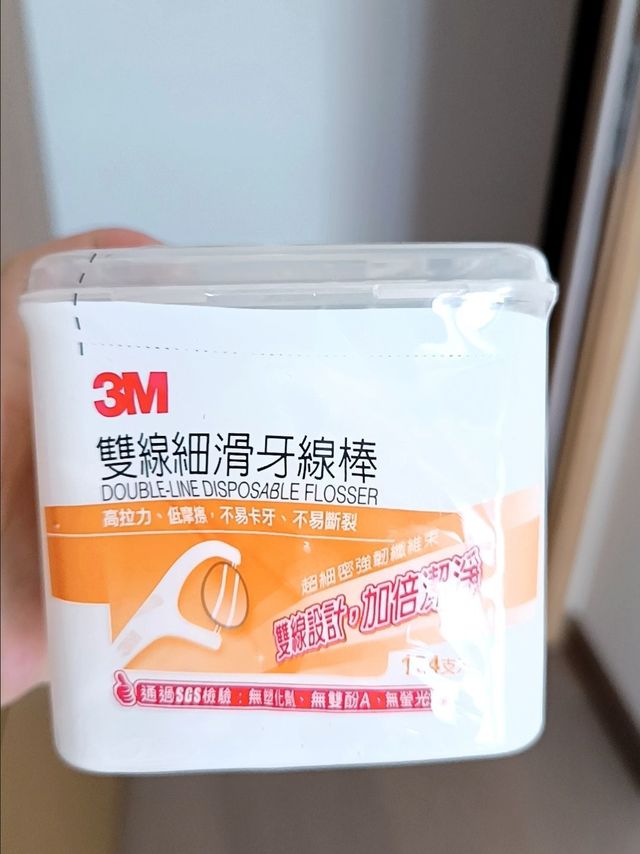 3M
雙線細滑牙線棒
DOUBLE-LINE DISPOSABLE FLOSSER
高拉力、低摩擦，不易卡牙、不易斷裂
超細密強韌纖維束
雙線設計，加倍潔淨
通過SGS檢驗：無塑化劑、無雙酚A、無螢光